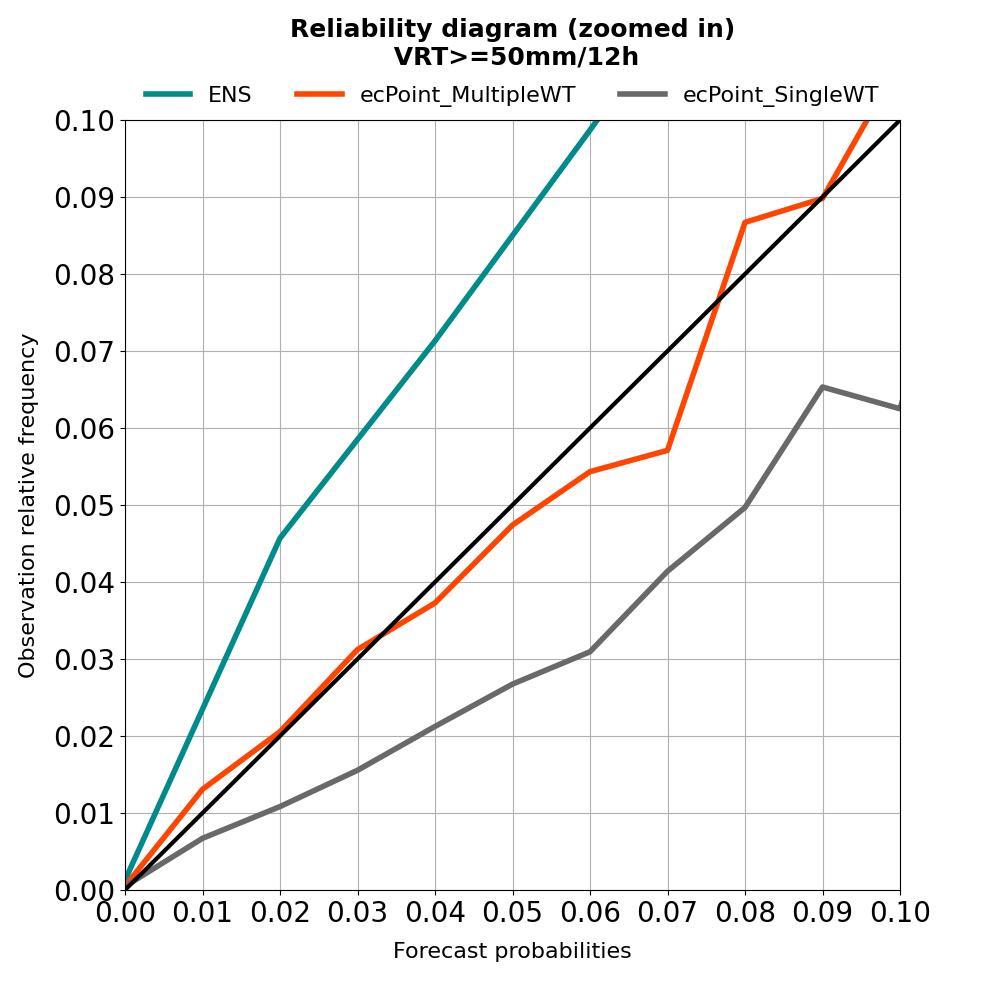 Reliability diagram (zoomed in)
VRT>=50mm/12h
ENS ecPoint_MultipleWT ecPoint_SingleWT
0.10
0.09
0.08
0.07
0.06
0.05
0.04
0.03
0.02
0.01
0.00
Observation relative frequency
0.00 0.01 0.02 0.03 0.04 0.05 0.06 0.07 0.08 0.09 0.10
Forecast probabilities